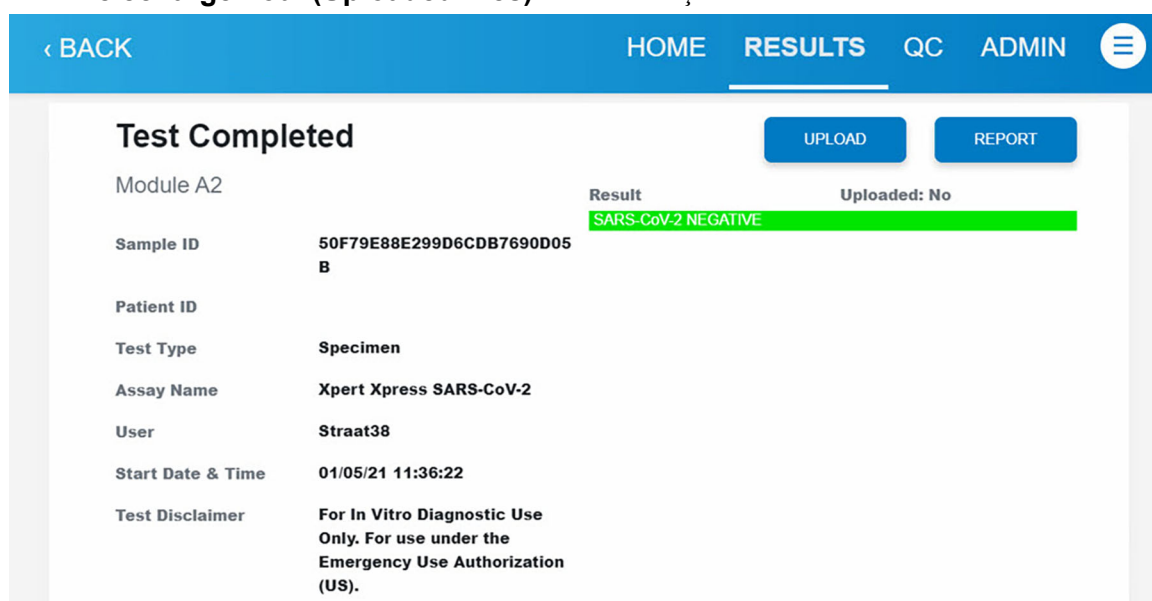 ‹ BACK HOME RESULTS QC ADMIN
Test Completed UPLOAD REPORT
Module A2
Result Uploaded: No
SARS-CoV-2 NEGATIVE
Sample ID 50F79E88E299D6CDB7690D05
B
Patient ID
Test Type Specimen
Assay Name Xpert Xpress SARS-CoV-2
User Straat38
Start Date & Time 01/05/21 11:36:22
Test Disclaimer For In Vitro Diagnostic Use
Only. For use under the
Emergency Use Authorization
(US).